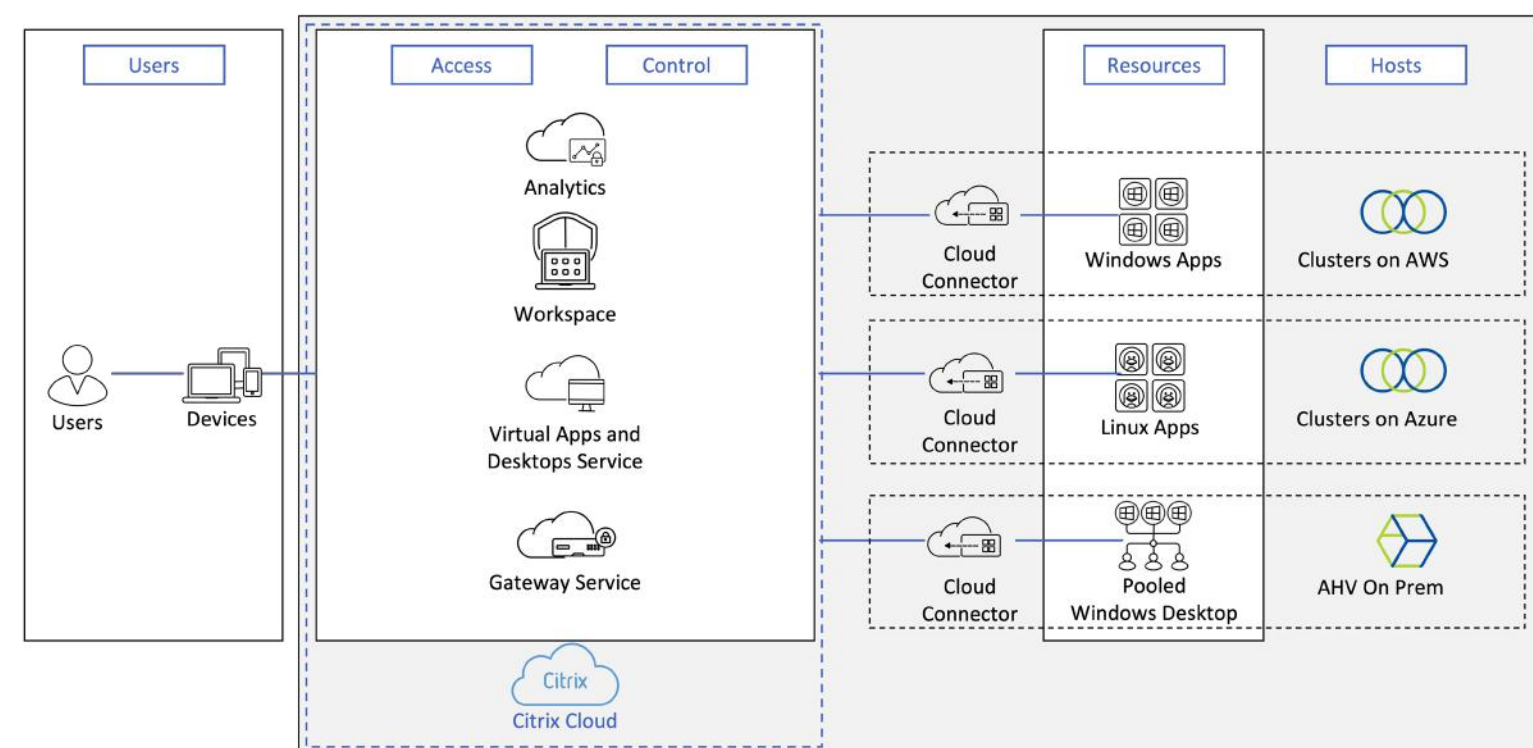 Users
Access
Control
Resources
Hosts
Analytics
Workspace
Virtual Apps and
Desktops Service
Gateway Service
Users
Devices
Citrix
Citrix Cloud
Cloud
Connector
Windows Apps
Clusters on AWS
Cloud
Connector
Linux Apps
Clusters on Azure
Cloud
Connector
Pooled
Windows Desktop
AHV On Prem